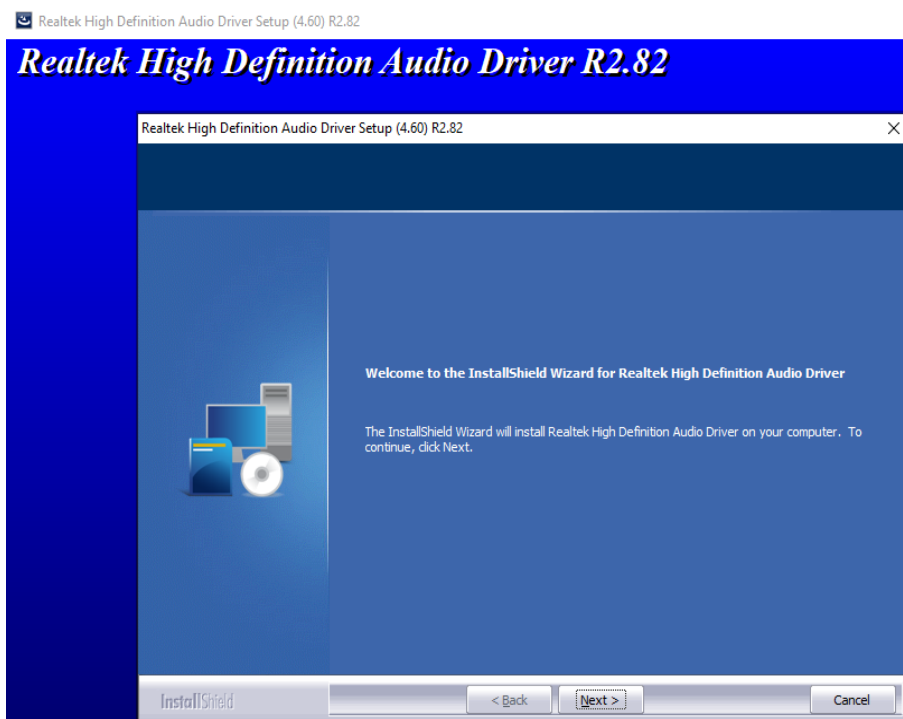 Realtek High Definition Audio Driver Setup (4.60) R2.82
Realtek High Definition Audio Driver R2.82
Realtek High Definition Audio Driver Setup (4.60) R2.82
Welcome to the InstallShield Wizard for Realtek High Definition Audio Driver
The InstallShield Wizard will install Realtek High Definition Audio Driver on your computer. To
continue, click Next.
InstallShield
< Back
Next >
Cancel